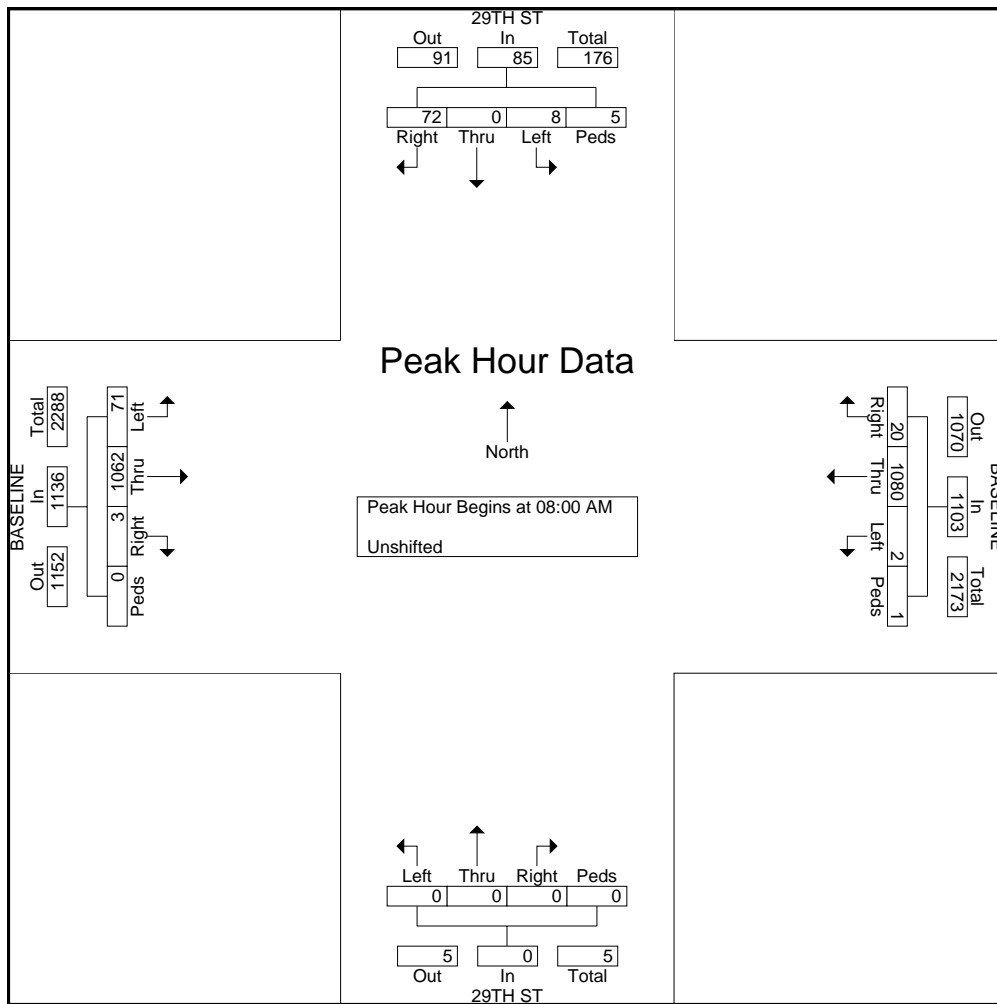 29TH ST
Out In Total
91 85 176
72 0 8 5
Right Thru Left Peds
Peak Hour Data
North
Peak Hour Begins at 08:00 AM
Unshifted
BASELINE
Total In Out
2288 1136 1152
71 1062 3 0
Left Thru Right Peds
Right Thru Left Peds
20 1080 2 1
Out In Total
1070 1103 2173
BASELINE
Left Thru Right Peds
0 0 0 0
5 0 5
Out In Total
29TH ST